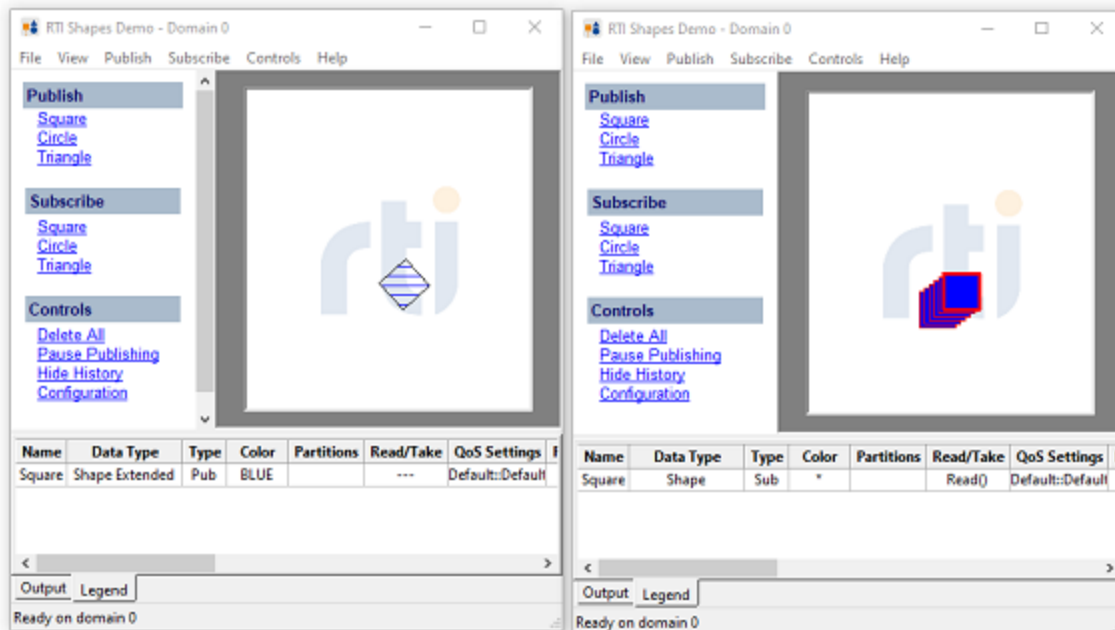 RTI Shapes Demo - Domain 0
File View Publish Subscribe Controls Help
Publish
Square
Circle
Triangle
Subscribe
Square
Circle
Triangle
Controls
Delete All
Pause Publishing
Hide History
Configuration
rti
Name Data Type Type Color Partitions Read/Take QoS Settings
Square Shape Extended Pub BLUE --- Default::Default
Output Legend
Ready on domain 0
RTI Shapes Demo - Domain 0
File View Publish Subscribe Controls Help
Publish
Square
Circle
Triangle
Subscribe
Square
Circle
Triangle
Controls
Delete All
Pause Publishing
Hide History
Configuration
rti
Name Data Type Type Color Partitions Read/Take QoS Settings
Square Shape Sub * Read() Default::Default
Output Legend
Ready on domain 0